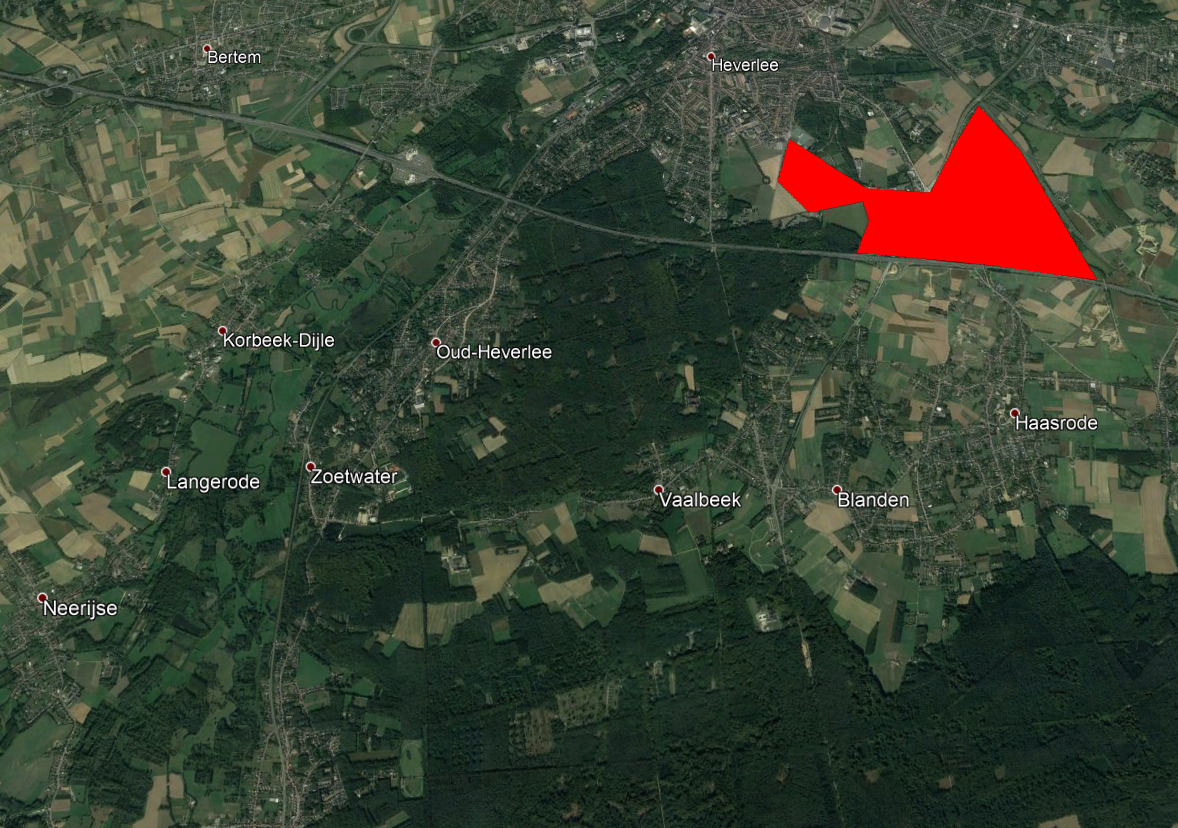 Bertem
Heverlee
Korbeek-Dijle
Oud-Heverlee
Haasrode
Langerode
Zoetwater
Vaalbeek
Blanden
Neerijse